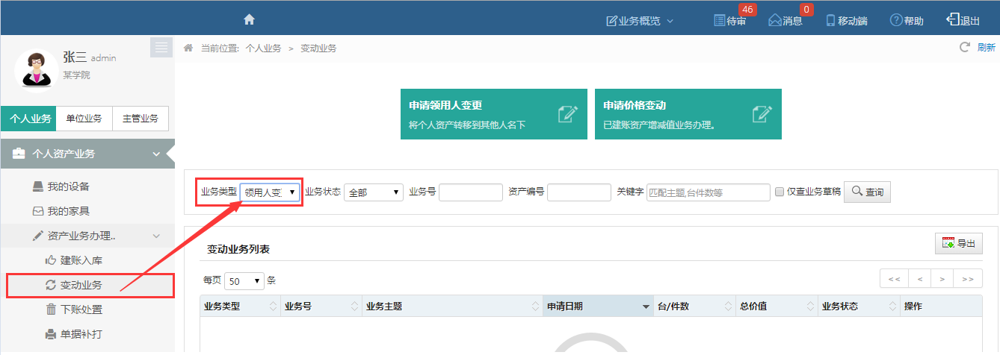 业务概览
待审 46
消息 0
移动端
帮助
退出
张三 admin
某学院
当前位置: 个人业务 > 变动业务
刷新
个人业务 单位业务 主管业务
个人资产业务
我的设备
我的家具
资产业务办理..
建账入库
变动业务
下账处置
单据补打
申请领用人变更
将个人资产转移到其他人名下
申请价格变动
已建账资产增减值业务办理。
业务类型 领用人变 业务状态 全部 业务号 资产编号 关键字 匹配主题,台件数等 仅查业务草稿 查询
变动业务列表
导出
每页 50 条
<< < > >>
业务类型 业务号 业务主题 申请日期 台/件数 总价值 业务状态 操作